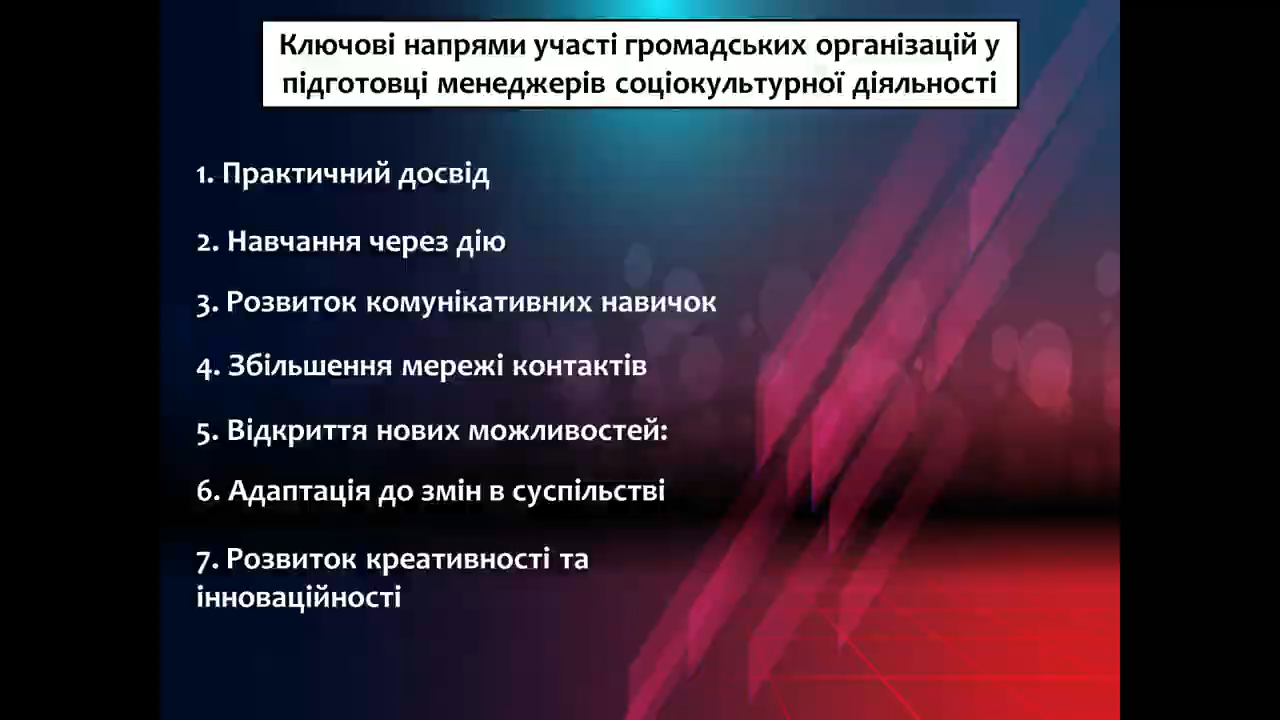 Ключові напрями участі громадських організацій у
підготовці менеджерів соціокультурної діяльності
1. Практичний досвід
2. Навчання через дію
3. Розвиток комунікативних навичок
4. Збільшення мережі контактів
5. Відкриття нових можливостей:
6. Адаптація до змін в суспільстві
7. Розвиток креативності та
інноваційності